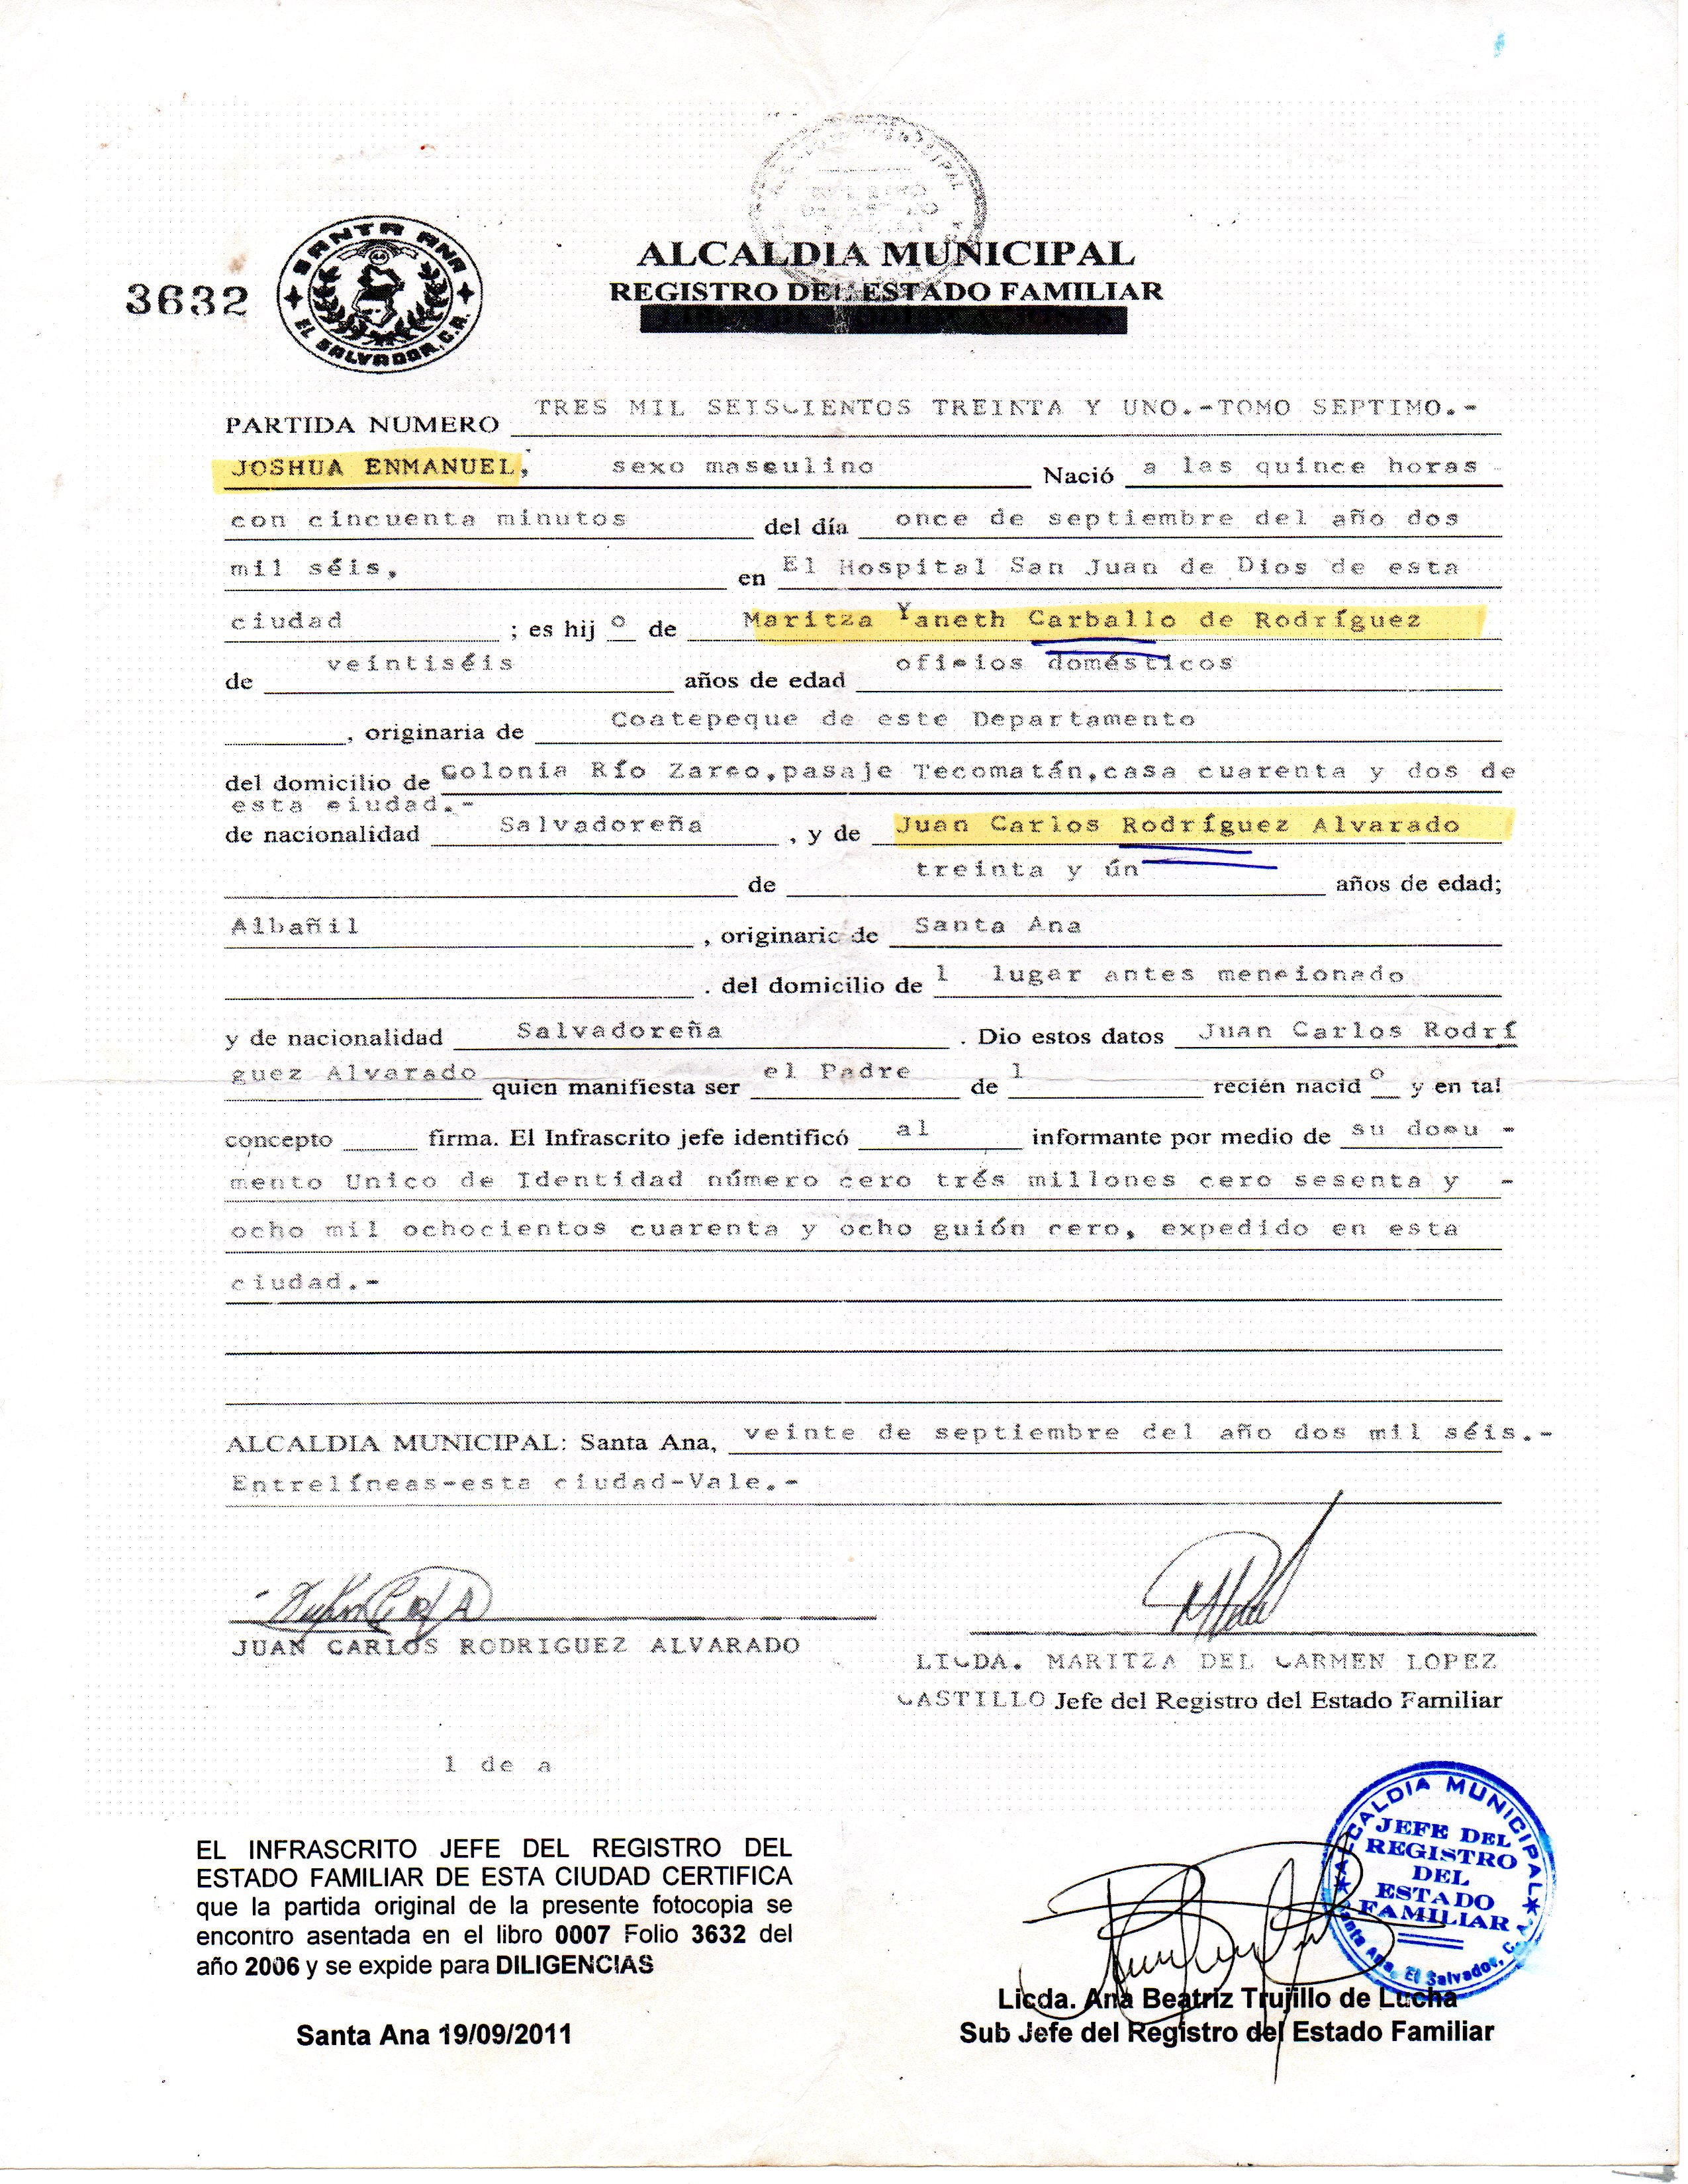 ALCALDIA MUNICIPAL
REGISTRO DEL ESTADO FAMILIAR
3632
SANTA ANA
EL SALVADOR, C.A.
PARTIDA NUMERO TRES MIL SEISCIENTOS TREINTA Y UNO.-TOMO SEPTIMO.-
JOSHUA ENMANUEL, sexo masculino Nació a las quince horas
con cincuenta minutos del día once de septiembre del año dos
mil séis, en El Hospital San Juan de Dios de esta
ciudad ; es hij o de Maritza Yaneth Carballo de Rodríguez
de veintiséis años de edad oficios domésticos
, originaria de Coatepeque de este Departamento
del domicilio de Colonia Río Zarco,pasaje Tecomatán,casa cuarenta y dos de
esta ciudad.-
de nacionalidad Salvadoreña , y de Juan Carlos Rodríguez Alvarado
de treinta y ún años de edad;
Albañil , originario de Santa Ana
. del domicilio de l lugar antes mencionado
y de nacionalidad Salvadoreña . Dio estos datos Juan Carlos Rodrí
guez Alvarado quien manifiesta ser el Padre de l recién nacid o y en tal
concepto firma. El Infrascrito jefe identificó al informante por medio de su docu -
mento Unico de Identidad número cero trés millones cero sesenta y -
ocho mil ochocientos cuarenta y ocho guión cero, expedido en esta
ciudad.-
ALCALDIA MUNICIPAL: Santa Ana, veinte de septiembre del año dos mil séis.-
Entrelíneas-esta ciudad-Vale.-
JUAN CARLOS RODRIGUEZ ALVARADO
LICDA. MARITZA DEL CARMEN LOPEZ
CASTILLO Jefe del Registro del Estado Familiar
1 de a
EL INFRASCRITO JEFE DEL REGISTRO DEL
ESTADO FAMILIAR DE ESTA CIUDAD CERTIFICA
que la partida original de la presente fotocopia se
encontro asentada en el libro 0007 Folio 3632 del
año 2006 y se expide para DILIGENCIAS
Santa Ana 19/09/2011
ALCALDIA MUNICIPAL
JEFE DEL
REGISTRO
DEL
ESTADO
FAMILIAR
Santa Ana, El Salvador, C. A.
Licda. Ana Beatriz Trujillo de Lucha
Sub Jefe del Registro del Estado Familiar